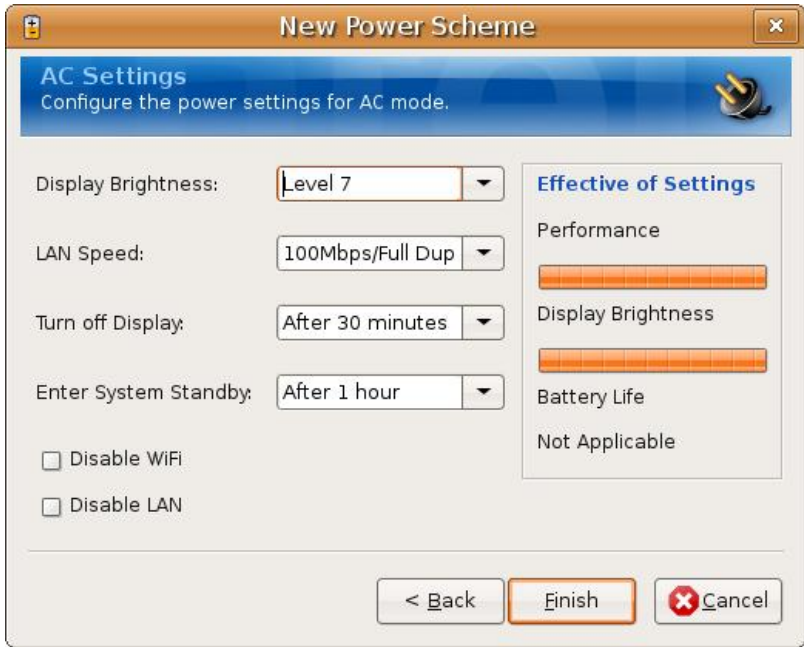 New Power Scheme
AC Settings
Configure the power settings for AC mode.
Display Brightness: Level 7
LAN Speed: 100Mbps/Full Dup
Turn off Display: After 30 minutes
Enter System Standby: After 1 hour
Disable WiFi
Disable LAN
Effective of Settings
Performance
Display Brightness
Battery Life
Not Applicable
< Back
Finish
Cancel